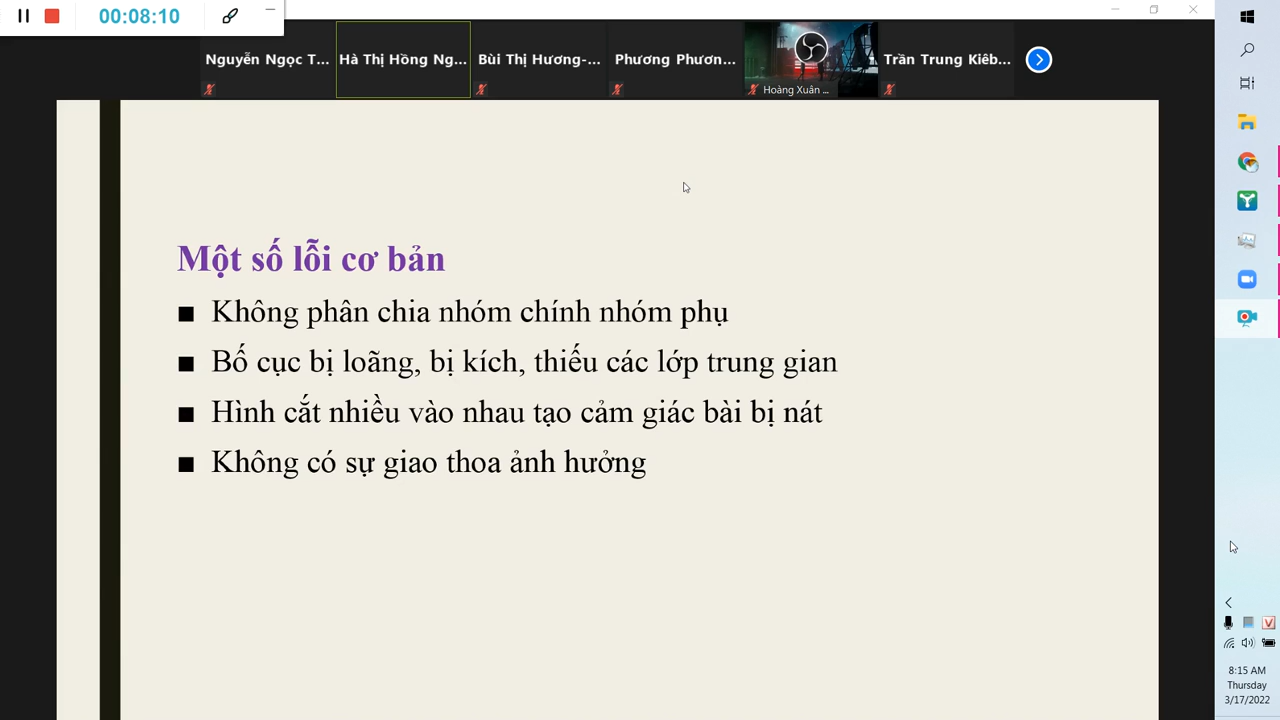 00:08:10
Nguyễn Ngọc T...
Hà Thị Hồng Ng...
Bùi Thị Hương-...
Phương Phươn...
Hoàng Xuân ...
Trần Trung Kiêb...
Một số lỗi cơ bản
Không phân chia nhóm chính nhóm phụ
Bố cục bị loãng, bị kích, thiếu các lớp trung gian
Hình cắt nhiều vào nhau tạo cảm giác bài bị nát
Không có sự giao thoa ảnh hưởng
8:15 AM
Thursday
3/17/2022